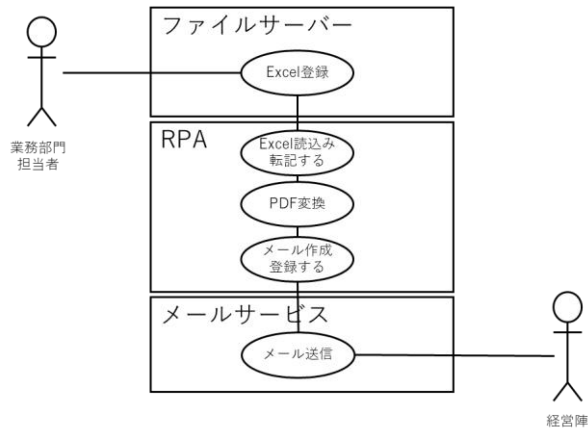 ファイルサーバー
Excel登録
業務部門
担当者
RPA
Excel読込み
転記する
PDF変換
メール作成
登録する
メールサービス
メール送信
経営陣